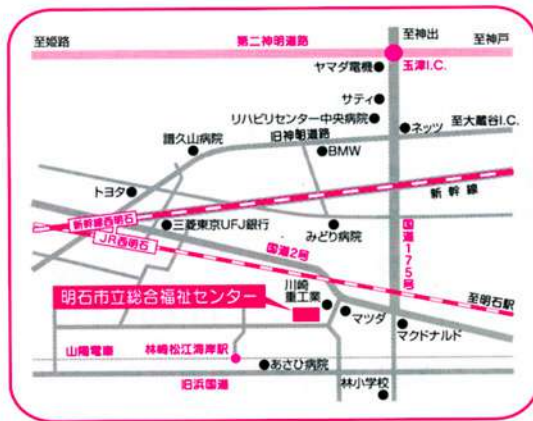 至姫路
第二神明道路
至神出
至神戸
ヤマダ電機
玉津I.C.
サティ
リハビリセンター中央病院
ネッツ
至大蔵谷I.C.
譜久山病院
旧神明道路
BMW
トヨタ
新幹線
新幹線西明石
三菱東京UFJ銀行
みどり病院
国道175号
JR西明石
国道2号
至明石駅
川崎
重工業
明石市立総合福祉センター
マツダ
マクドナルド
山陽電車
林崎松江海岸駅
あさひ病院
旧浜国道
林小学校